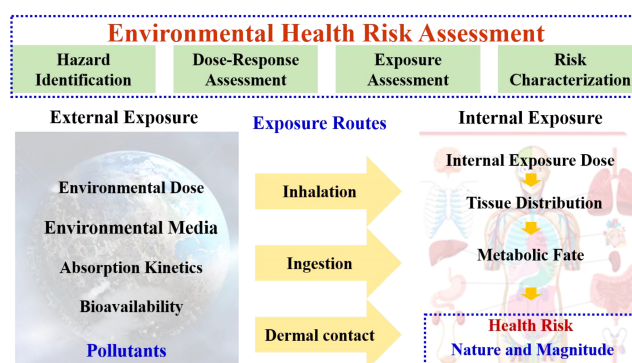 Environmental Health Risk Assessment
Hazard
Identification
Dose-Response
Assessment
Exposure
Assessment
Risk
Characterization
External Exposure
Environmental Dose
Environmental Media
Absorption Kinetics
Bioavailability
Pollutants
Exposure Routes
Inhalation
Ingestion
Dermal contact
Internal Exposure
Internal Exposure Dose
Tissue Distribution
Metabolic Fate
Health Risk
Nature and Magnitude